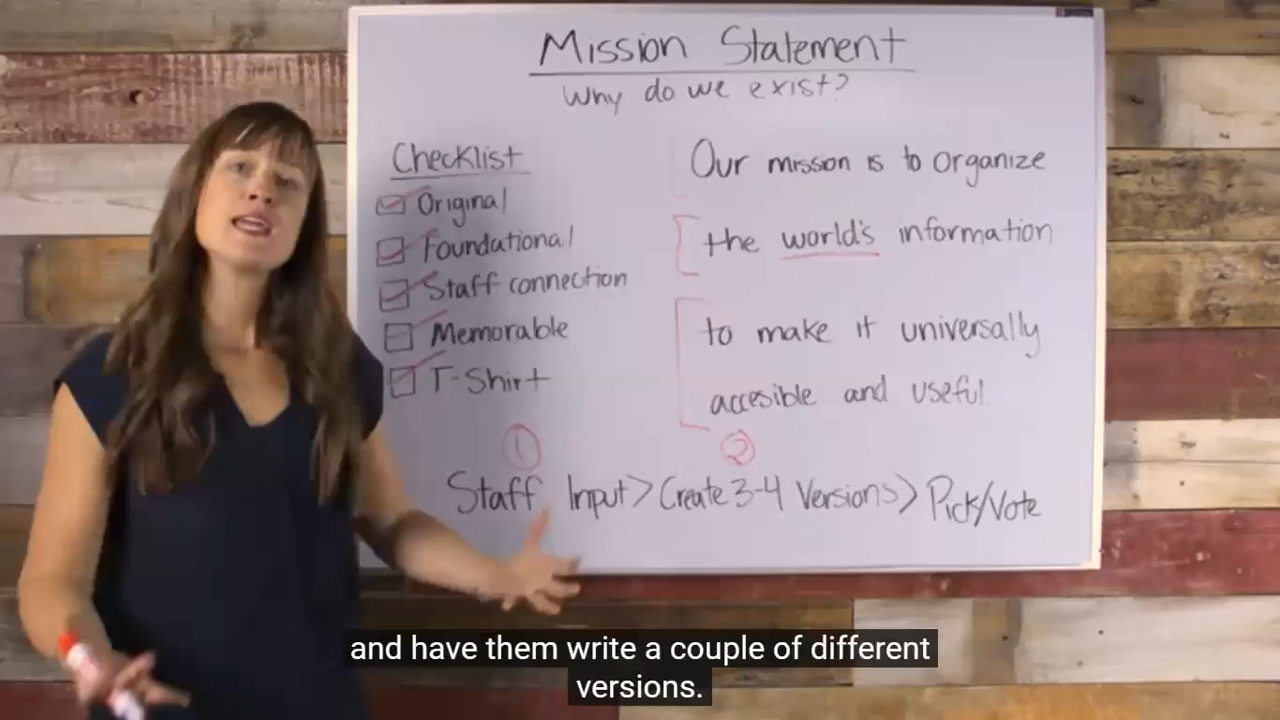 Mission Statement
Why do we exist?
Checklist
Original
Foundational
Staff connection
Memorable
T-Shirt
Our mission is to organize
the world's information
to make it universally
accesible and useful.
1
2
Staff Input > Create 3-4 Versions > Pick/Vote
and have them write a couple of different
versions.